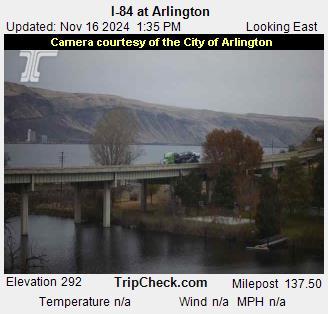 I-84 at Arlington
Updated: Nov 16 2024 1:35 PM Looking East
Camera courtesy of the City of Arlington
Elevation 292 TripCheck.com Milepost 137.50
Temperature n/a Wind n/a MPH n/a